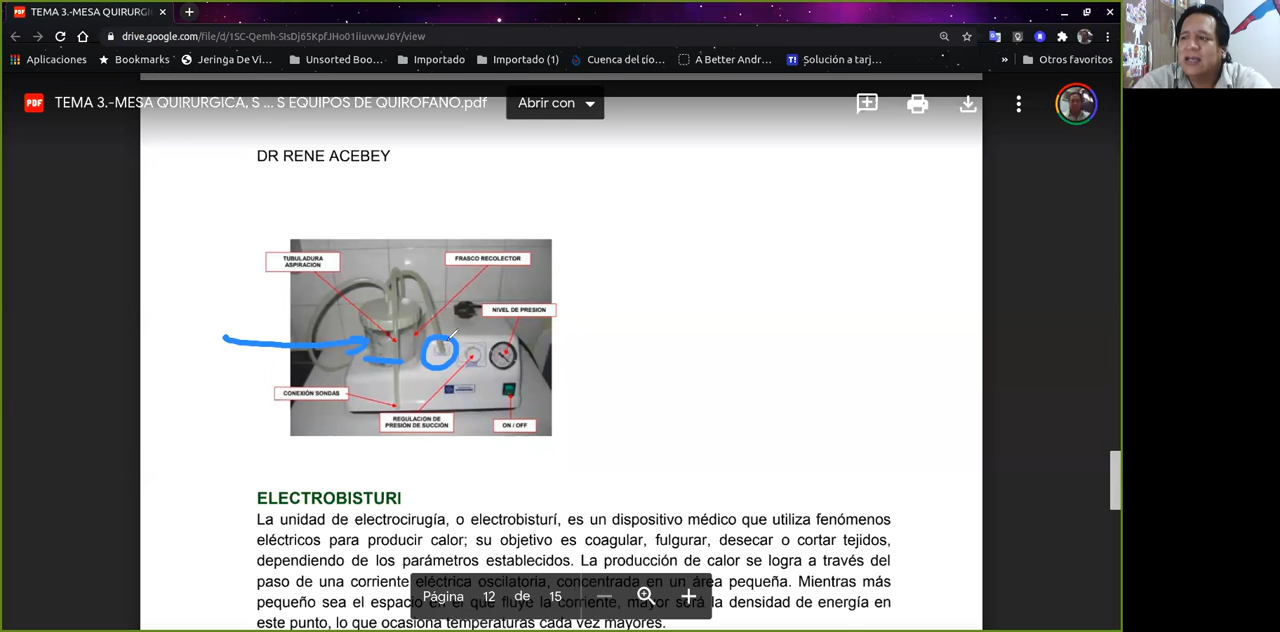 TEMA 3.-MESA QUIRURGI
drive.google.com/file/d/1SC-Qemh-SIsDj65KpfJHo01liuvvwJ6Y/view
Aplicaciones Bookmarks Jeringa De Vi... Unsorted Boo... Importado Importado (1) Cuenca del río... A Better Andr... Solución a tarj... » Otros favoritos
PDF TEMA 3.-MESA QUIRURGICA, S ... S EQUIPOS DE QUIROFANO.pdf Abrir con
DR RENE ACEBEY
TUBULADURA
ASPIRACION
FRASCO RECOLECTOR
NIVEL DE PRESION
CONEXIÓN SONDAS
REGULACION DE
PRESIÓN DE SUCCIÓN
ON / OFF
ELECTROBISTURI
La unidad de electrocirugía, o electrobisturí, es un dispositivo médico que utiliza fenómenos
eléctricos para producir calor; su objetivo es coagular, fulgurar, desecar o cortar tejidos,
dependiendo de los parámetros establecidos. La producción de calor se logra a través del
paso de una corriente eléctrica oscilatoria, concentrada en un área pequeña. Mientras más
pequeño sea el espacio en el que fluye la corriente, mayor será la densidad de energía en
este punto, lo que ocasiona temperaturas cada vez mayores.
Página 12 de 15